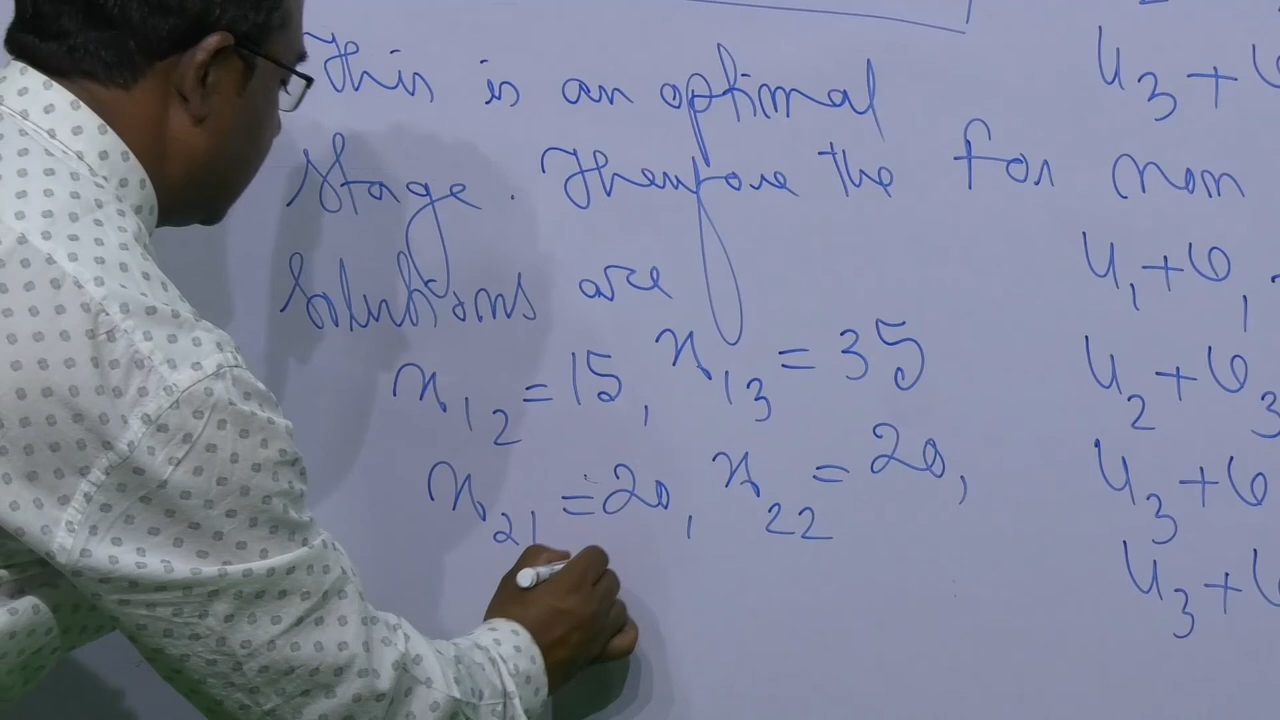 This is an optimal
stage. Therefore the
solutions are
x12 = 15, x13 = 35
x21 = 20, x22 = 20,
u3 +
for non
u1 + v1
u2 + v3
u3 + v
u3 +